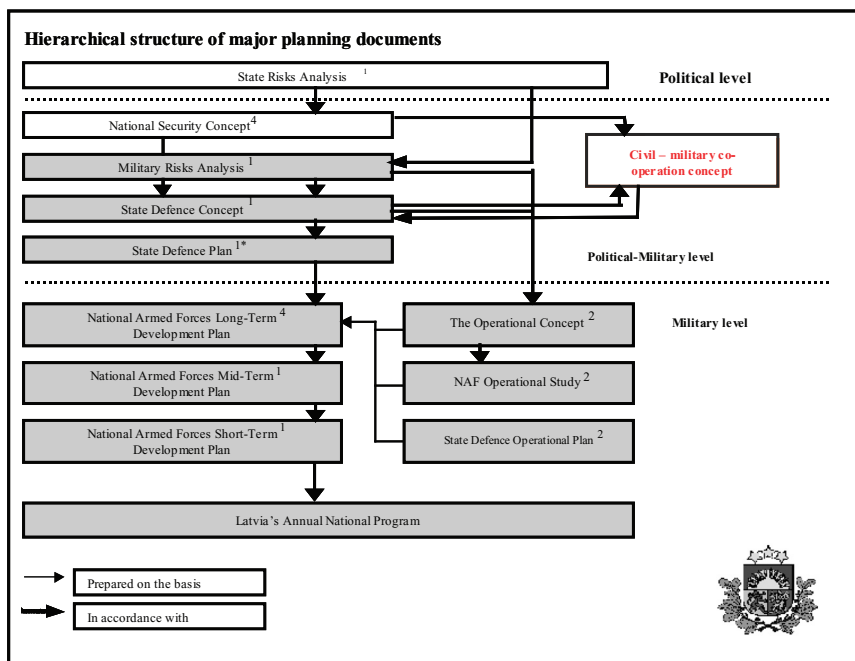 Hierarchical structure of major planning documents
State Risks Analysis 1
Political level
National Security Concept4
Military Risks Analysis 1
Civil – military co-
operation concept
State Defence Concept 1
State Defence Plan 1*
Political-Military level
National Armed Forces Long-Term 4
Development Plan
The Operational Concept 2
Military level
National Armed Forces Mid-Term 1
Development Plan
NAF Operational Study 2
National Armed Forces Short-Term 1
Development Plan
State Defence Operational Plan 2
Latvia's Annual National Program
Prepared on the basis
In accordance with